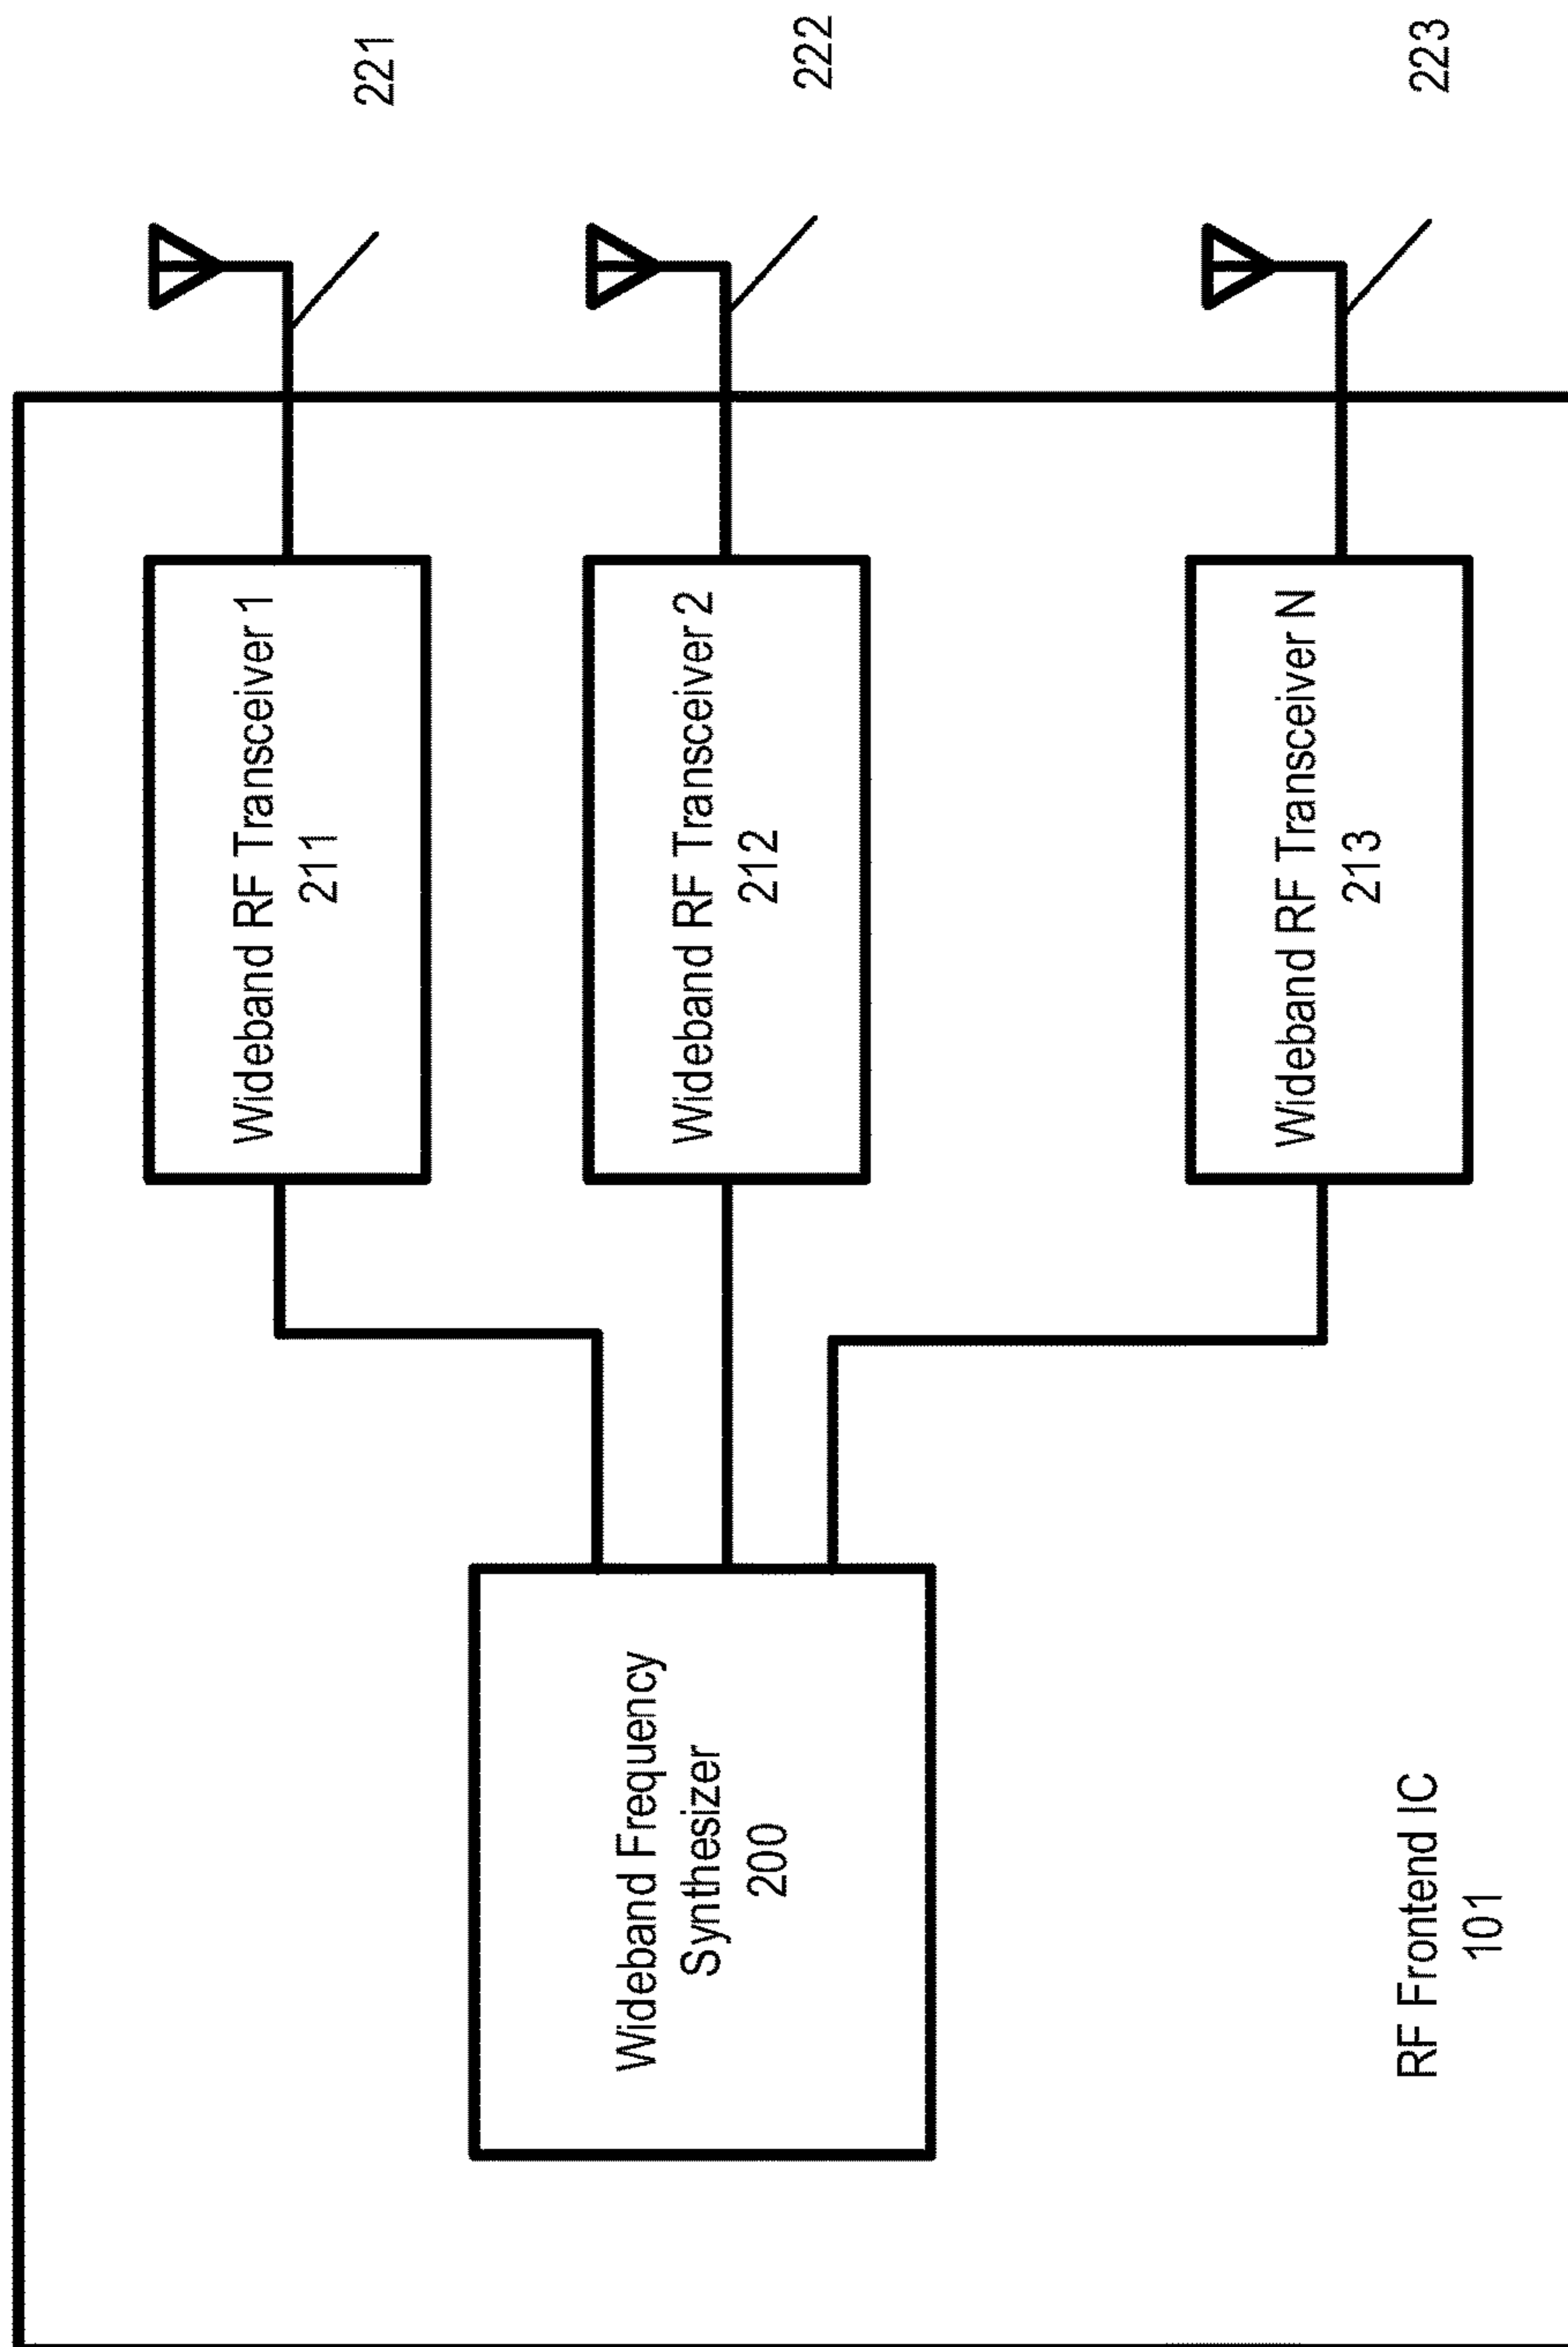 Wideband RF Transceiver 1
211
221
Wideband Frequency
Synthesizer
200
Wideband RF Transceiver 2
212
222
Wideband RF Transceiver N
213
223
RF Frontend IC
101